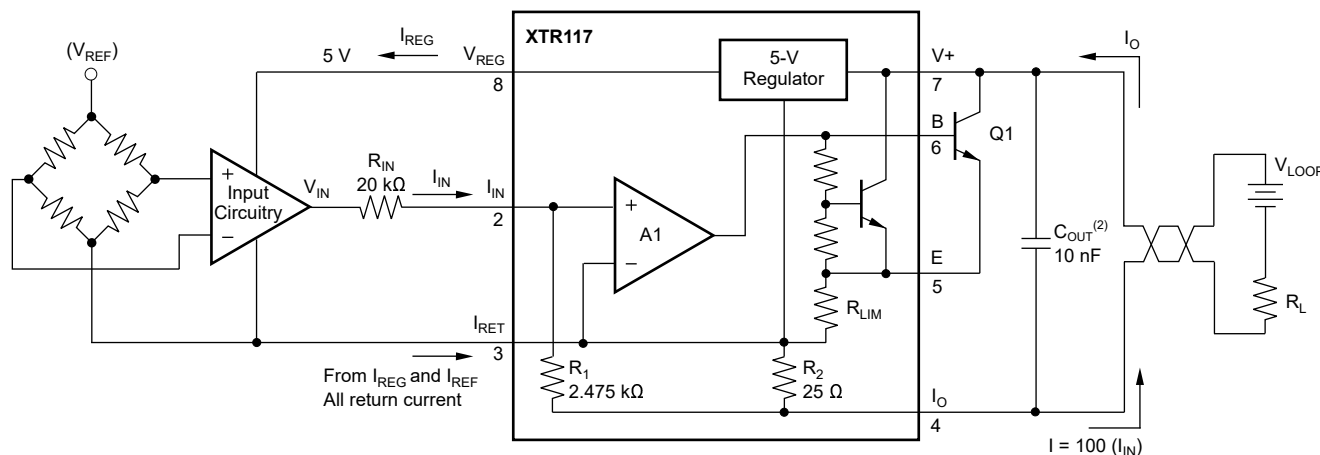 XTR117
I_REG
V_REG
5 V
8
(V_REF)
5-V
Regulator
V+
7
I_O
B
6
Q1
R_IN
20 kΩ
I_IN
I_IN
2
V_IN
+
Input
Circuitry
−
+
A1
−
V_LOOP
C_OUT(2)
10 nF
E
5
R_LIM
R_L
I_RET
3
From I_REG and I_REF
All return current
R_1
2.475 kΩ
R_2
25 Ω
I_O
4
I = 100 (I_IN)